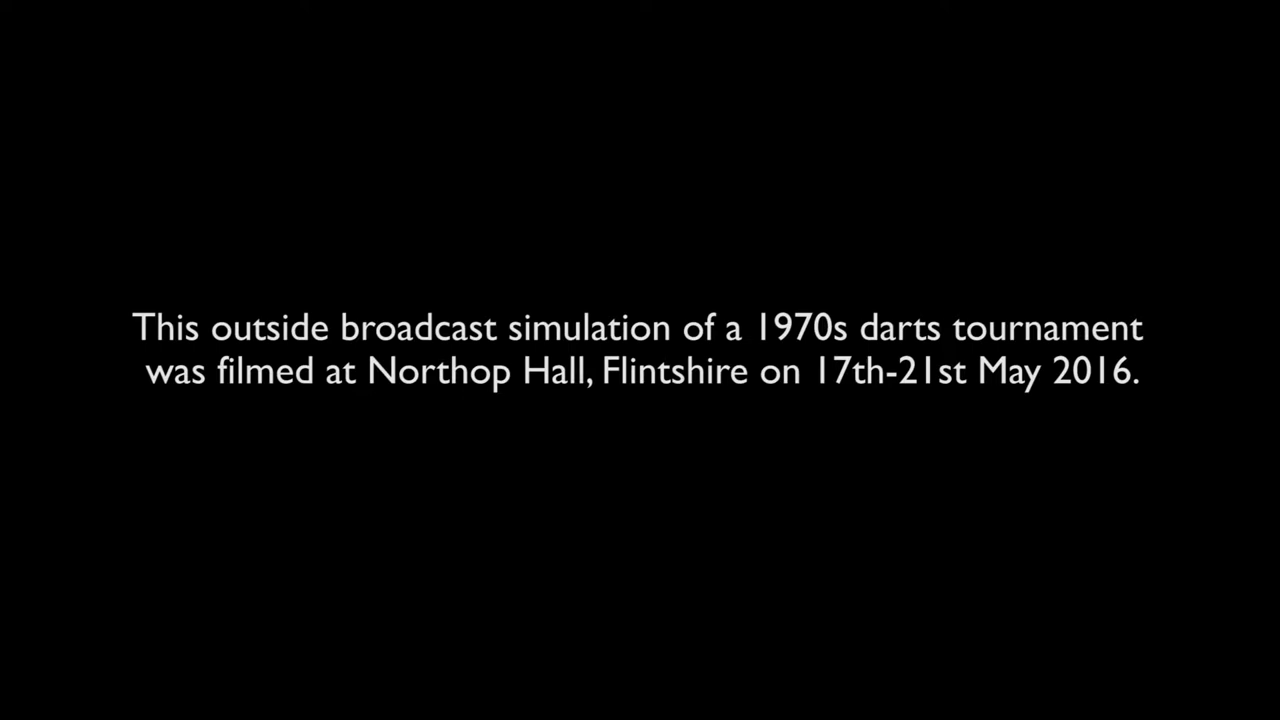 This outside broadcast simulation of a 1970s darts tournament
was filmed at Northop Hall, Flintshire on 17th-21st May 2016.